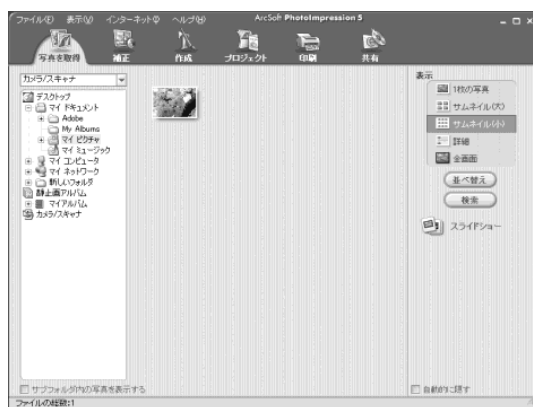 ファイル(F) 表示(V) インターネット(I) ヘルプ(H)
ArcSoft PhotoImpression 5
写真を取得 補正 作成 プロジェクト 印刷 共有
カメラ/スキャナ
デスクトップ
マイ ドキュメント
Adobe
My Albums
マイ ピクチャ
マイ ミュージック
マイ コンピュータ
マイ ネットワーク
新しいフォルダ
静止画アルバム
マイアルバム
カメラ/スキャナ
表示
1枚の写真
サムネイル(大)
サムネイル(小)
詳細
全画面
並べ替え
検索
スライドショー
サブフォルダ内の写真を表示する
自動的に隠す
ファイルの総数:1